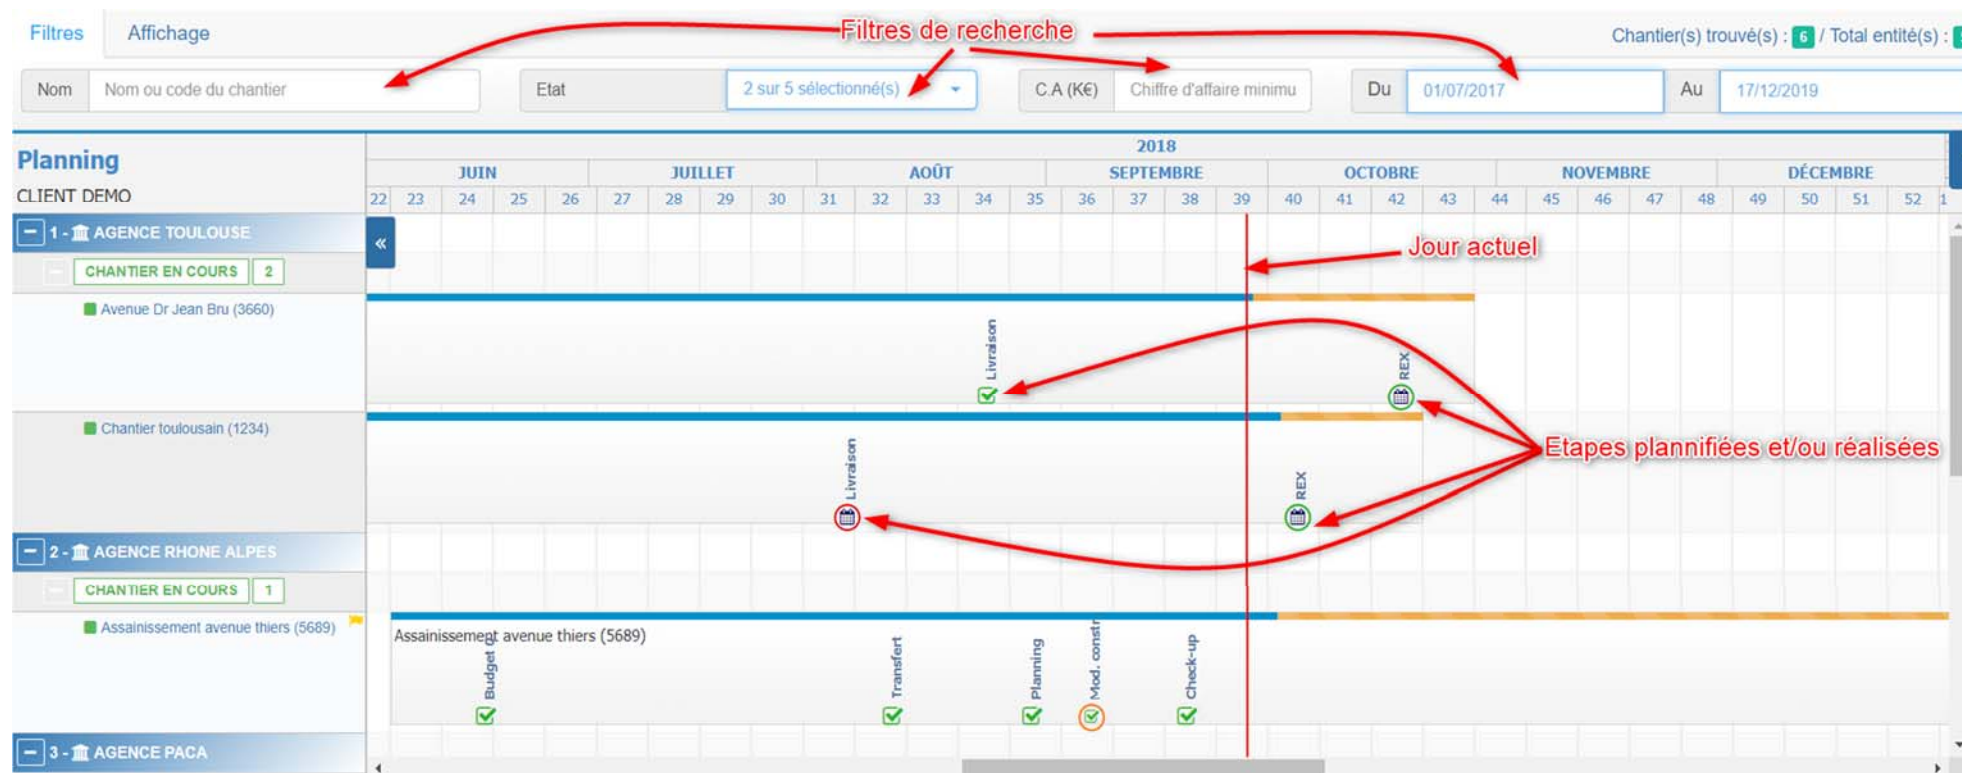 Filtres Affichage Filtres de recherche Chantier(s) trouvé(s) : 6 / Total entité(s) :
Nom Nom ou code du chantier Etat 2 sur 5 sélectionné(s) C.A (K€) Chiffre d'affaire minimu Du 01/07/2017 Au 17/12/2019
Planning
2018
JUIN JUILLET AOÛT SEPTEMBRE OCTOBRE NOVEMBRE DÉCEMBRE
CLIENT DEMO
22 23 24 25 26 27 28 29 30 31 32 33 34 35 36 37 38 39 40 41 42 43 44 45 46 47 48 49 50 51 52 1
1 - AGENCE TOULOUSE
«
Jour actuel
CHANTIER EN COURS 2
Avenue Dr Jean Bru (3660)
Livraison
REX
Chantier toulousain (1234)
Etapes plannifiées et/ou réalisées
Livraison
REX
2 - AGENCE RHONE ALPES
CHANTIER EN COURS 1
Assainissement avenue thiers (5689)
Assainissement avenue thiers (5689)
Budget
Transfert
Planning
Mod. constr
Check-up
3 - AGENCE PACA